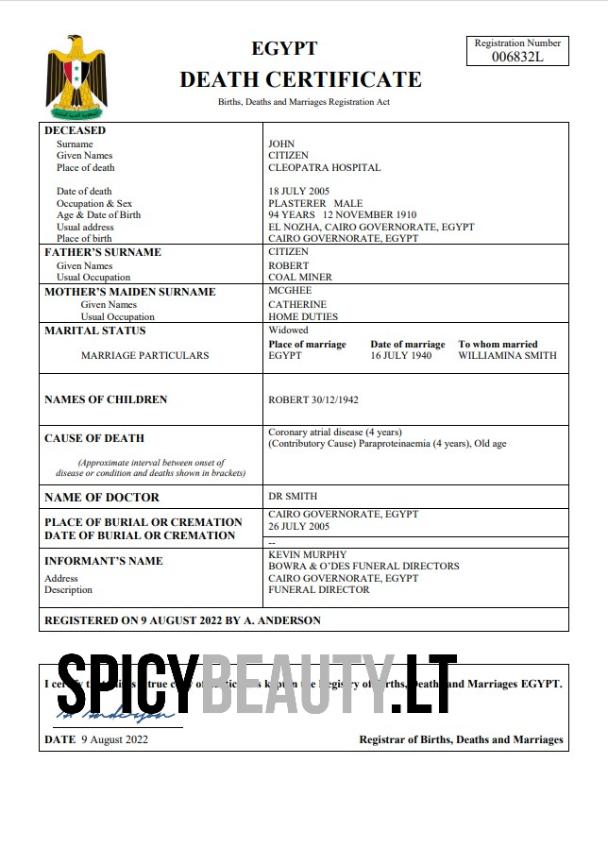 EGYPT
DEATH CERTIFICATE
Births, Deaths and Marriages Registration Act
Registration Number
006832L
DECEASED
Surname JOHN
Given Names CITIZEN
Place of death CLEOPATRA HOSPITAL
Date of death 18 JULY 2005
Occupation & Sex PLASTERER MALE
Age & Date of Birth 94 YEARS 12 NOVEMBER 1910
Usual address EL NOZHA, CAIRO GOVERNORATE, EGYPT
Place of birth CAIRO GOVERNORATE, EGYPT
FATHER'S SURNAME CITIZEN
Given Names ROBERT
Usual Occupation COAL MINER
MOTHER'S MAIDEN SURNAME MCGHEE
Given Names CATHERINE
Usual Occupation HOME DUTIES
MARITAL STATUS Widowed
Place of marriage Date of marriage To whom married
MARRIAGE PARTICULARS EGYPT 16 JULY 1940 WILLIAMINA SMITH
NAMES OF CHILDREN ROBERT 30/12/1942
CAUSE OF DEATH
Coronary atrial disease (4 years)
(Contributory Cause) Paraproteinaemia (4 years), Old age
(Approximate interval between onset of
disease or condition and deaths shown in brackets)
NAME OF DOCTOR DR SMITH
PLACE OF BURIAL OR CREMATION CAIRO GOVERNORATE, EGYPT
DATE OF BURIAL OR CREMATION 26 JULY 2005
--
INFORMANT'S NAME KEVIN MURPHY
BOWRA & O'DES FUNERAL DIRECTORS
Address CAIRO GOVERNORATE, EGYPT
Description FUNERAL DIRECTOR
REGISTERED ON 9 AUGUST 2022 BY A. ANDERSON
SPICYBEAUTY.LT
I certify true of the Registry of Births, Deaths and Marriages EGYPT.
A Anderson
DATE 9 August 2022 Registrar of Births, Deaths and Marriages